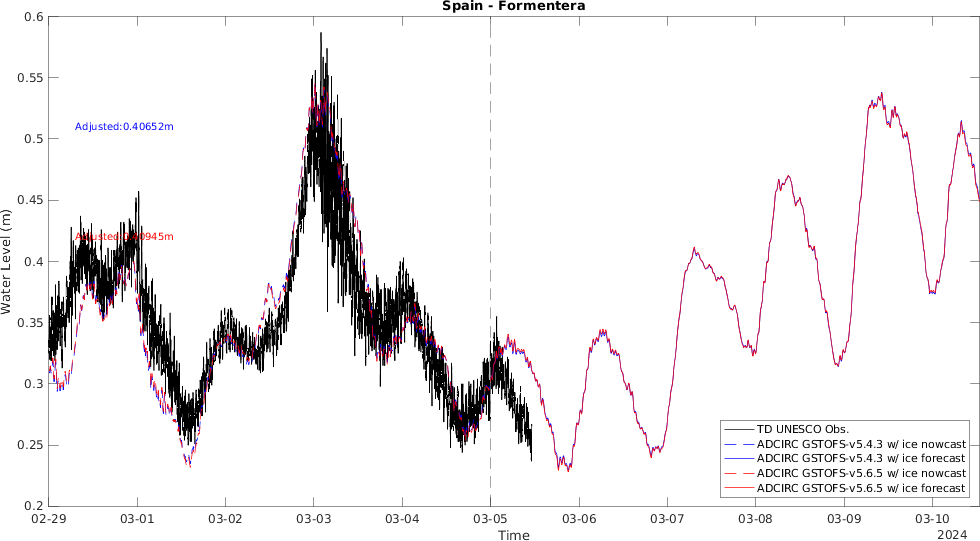 Spain - Formentera
0.6
0.55
0.5
0.45
0.4
0.35
0.3
0.25
0.2
Water Level (m)
Adjusted:0.40652m
02-29
03-01
03-02
03-03
03-04
03-05
03-06
03-07
03-08
03-09
03-10
2024
Time
TD UNESCO Obs.
ADCIRC GSTOFS-v5.4.3 w/ ice nowcast
ADCIRC GSTOFS-v5.4.3 w/ ice forecast
ADCIRC GSTOFS-v5.6.5 w/ ice nowcast
ADCIRC GSTOFS-v5.6.5 w/ ice forecast